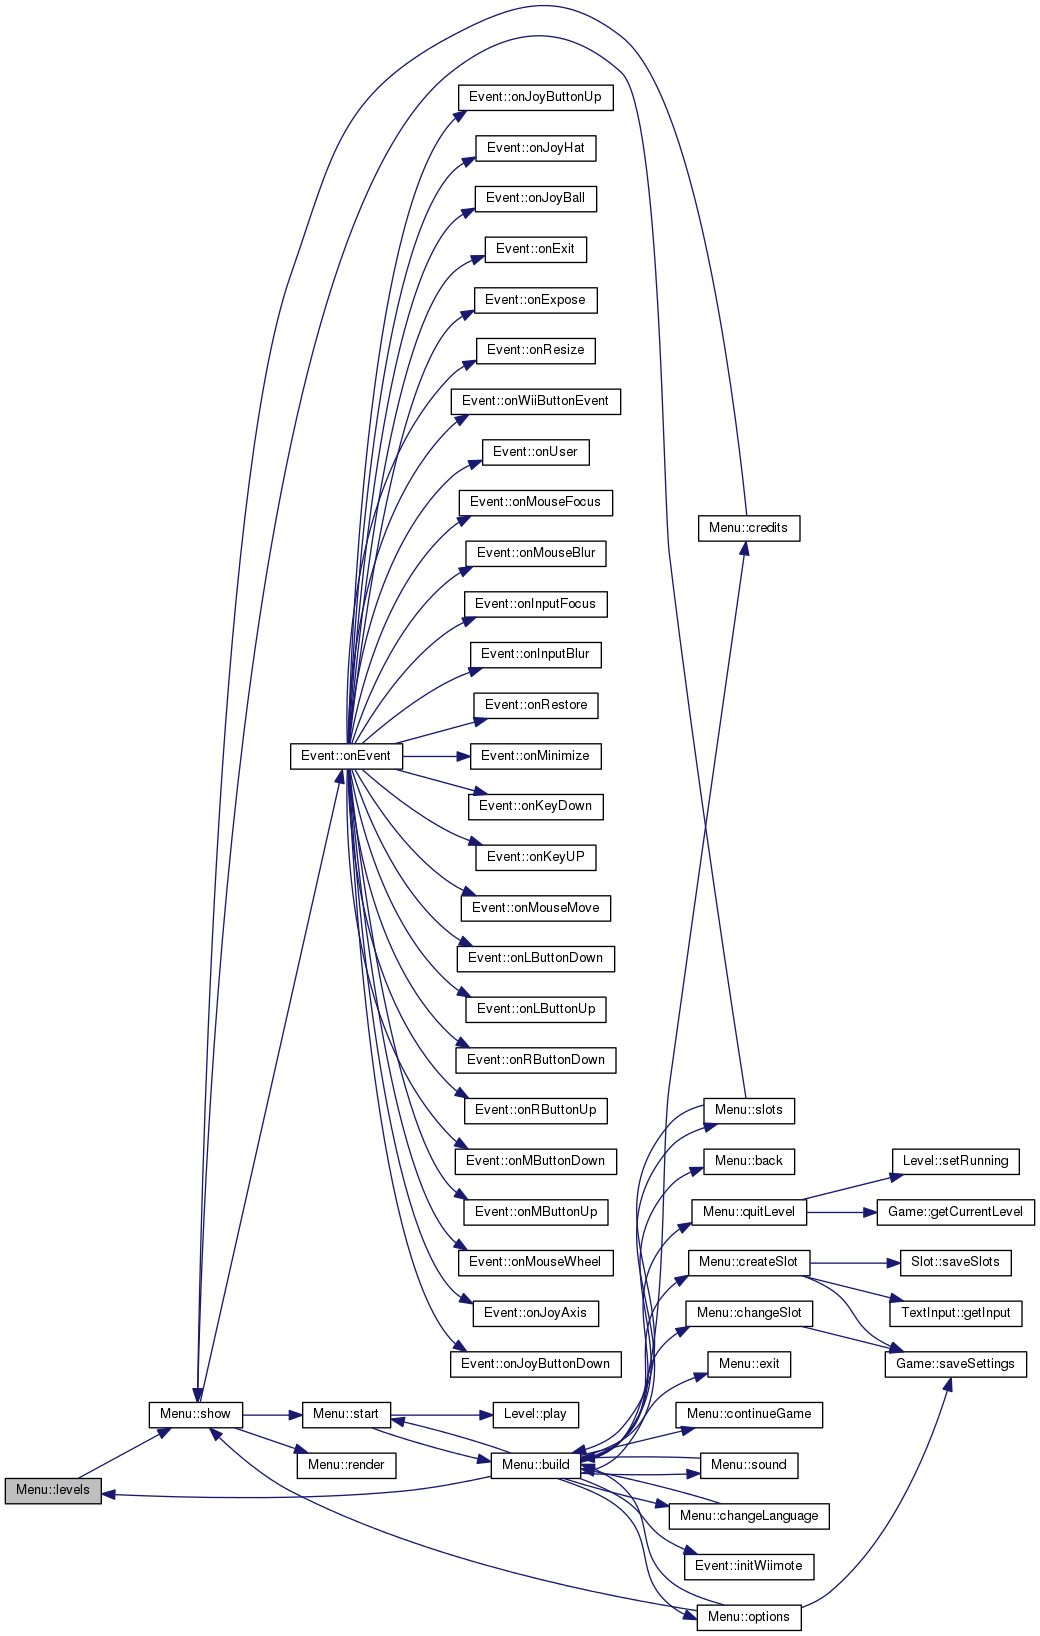 Event::onJoyButtonUp
Event::onJoyHat
Event::onJoyBall
Event::onExit
Event::onExpose
Event::onResize
Event::onWiiButtonEvent
Event::onUser
Event::onMouseFocus
Menu::credits
Event::onMouseBlur
Event::onInputFocus
Event::onInputBlur
Event::onRestore
Event::onEvent
Event::onMinimize
Event::onKeyDown
Event::onKeyUP
Event::onMouseMove
Event::onLButtonDown
Event::onLButtonUp
Event::onRButtonDown
Event::onRButtonUp
Menu::slots
Event::onMButtonDown
Menu::back
Level::setRunning
Event::onMButtonUp
Menu::quitLevel
Game::getCurrentLevel
Event::onMouseWheel
Menu::createSlot
Slot::saveSlots
Event::onJoyAxis
Menu::changeSlot
TextInput::getInput
Event::onJoyButtonDown
Menu::exit
Game::saveSettings
Menu::show
Menu::start
Level::play
Menu::continueGame
Menu::render
Menu::build
Menu::sound
Menu::levels
Menu::changeLanguage
Event::initWiimote
Menu::options